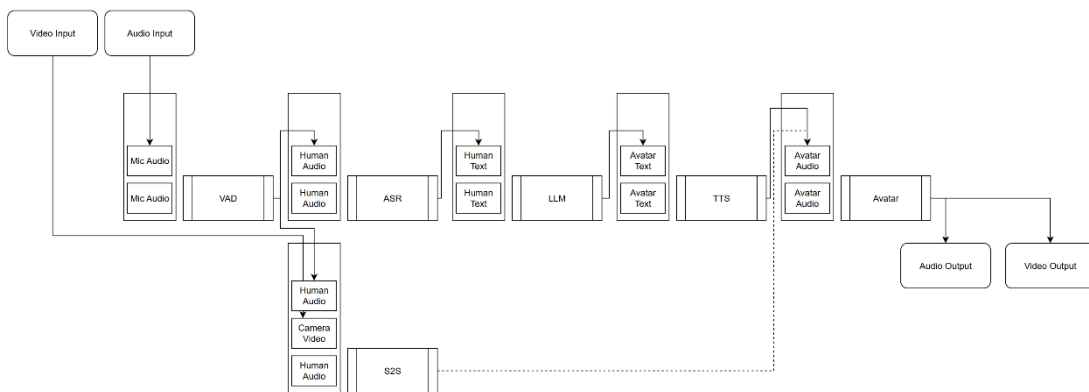 Video Input
Audio Input
Mic Audio
Mic Audio
VAD
Human
Audio
Human
Audio
ASR
Human
Text
Human
Text
LLM
Avatar
Text
Avatar
Text
TTS
Avatar
Audio
Avatar
Audio
Avatar
Audio Output
Video Output
Human
Audio
Camera
Video
Human
Audio
S2S